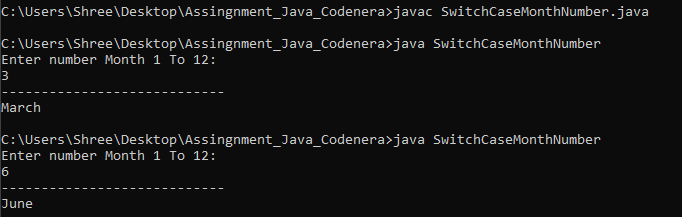 C:\Users\Shree\Desktop\Assingnment_Java_Codenera>javac SwitchCaseMonthNumber.java
C:\Users\Shree\Desktop\Assingnment_Java_Codenera>java SwitchCaseMonthNumber
Enter number Month 1 To 12:
3
----------------------------
March
C:\Users\Shree\Desktop\Assingnment_Java_Codenera>java SwitchCaseMonthNumber
Enter number Month 1 To 12:
6
----------------------------
June